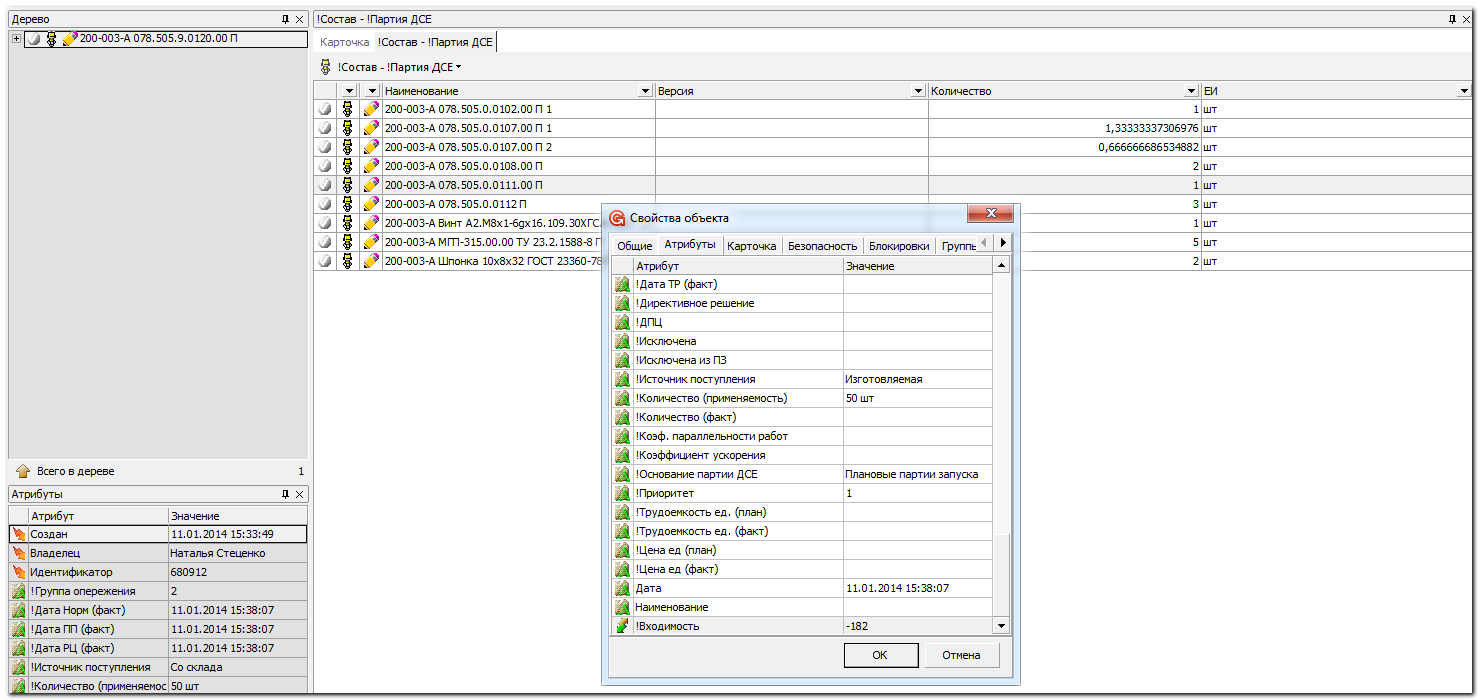 Дерево
200-003-А 078.505.9.0120.00 П
Всего в дереве 1
Атрибуты
Атрибут Значение
Создан 11.01.2014 15:33:49
Владелец Наталья Стеценко
Идентификатор 680912
!Группа опережения 2
!Дата Норм (факт) 11.01.2014 15:38:07
!Дата ПП (факт) 11.01.2014 15:38:07
!Дата РЦ (факт) 11.01.2014 15:38:07
!Источник поступления Со склада
!Количество (применяемос 50 шт
!Состав - !Партия ДСЕ
Карточка !Состав - !Партия ДСЕ
!Состав - !Партия ДСЕ
Наименование Версия Количество ЕИ
200-003-А 078.505.0.0102.00 П 1 1 шт
200-003-А 078.505.0.0107.00 П 1 1,33333337306976 шт
200-003-А 078.505.0.0107.00 П 2 0,666666686534882 шт
200-003-А 078.505.0.0108.00 П 2 шт
200-003-А 078.505.0.0111.00 П 1 шт
200-003-А 078.505.0.0112 П 3 шт
200-003-А Винт А2.М8х1-6gх16.109.30ХГС 1 шт
200-003-А МГП-315.00.00 ТУ 23.2.1588-8 5 шт
200-003-А Шпонка 10х8х32 ГОСТ 23360-78 2 шт
Свойства объекта
Общие Атрибуты Карточка Безопасность Блокировки Группы
Атрибут Значение
!Дата ТР (факт)
!Директивное решение
!ДПЦ
!Исключена
!Исключена из ПЗ
!Источник поступления Изготовляемая
!Количество (применяемость) 50 шт
!Количество (факт)
!Коэф. параллельности работ
!Коэффициент ускорения
!Основание партии ДСЕ Плановые партии запуска
!Приоритет 1
!Трудоемкость ед. (план)
!Трудоемкость ед. (факт)
!Цена ед (план)
!Цена ед (факт)
Дата 11.01.2014 15:38:07
Наименование
!Входимость -182
ОК Отмена